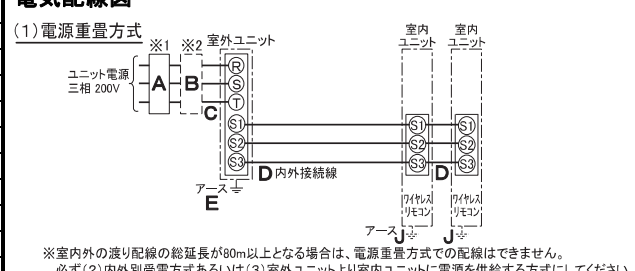 電気配線図
(1)電源重畳方式
※1 ※2 室外ユニット
室内ユニット
室内ユニット
ユニット電源
三相 200V
A
B
C
R
S
T
S1
S2
S3
S1
S2
S3
S1
S2
S3
D 内外接続線
D
アース
E
ワイヤレスリモコン
ワイヤレスリモコン
アース J
J
※室内外の渡り配線の総延長が80m以上となる場合は、電源重畳方式での配線はできません。
必ず(2)内外別受電方式あるいは(3)室外ユニットより室内ユニットに電源を供給する方式にしてください